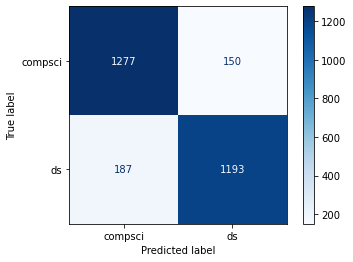 compsci
ds
True label
1277
150
187
1193
compsci
ds
Predicted label
1200
1000
800
600
400
200